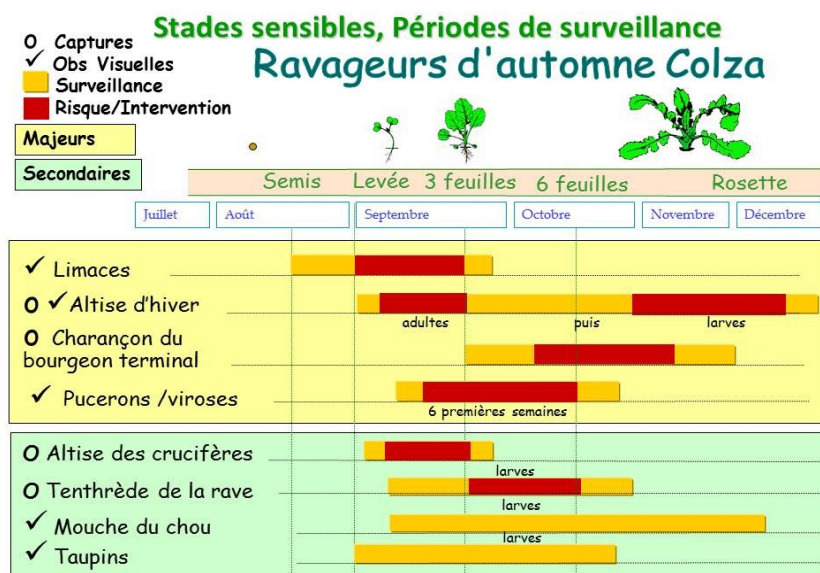 Stades sensibles, Périodes de surveillance
Ravageurs d'automne Colza
O Captures
✓ Obs Visuelles
Surveillance
Risque/Intervention
Majeurs
Secondaires
Semis Levée 3 feuilles 6 feuilles Rosette
Juillet Août Septembre Octobre Novembre Décembre
✓ Limaces
O ✓ Altise d'hiver
adultes puis larves
O Charançon du
bourgeon terminal
✓ Pucerons /viroses
6 premières semaines
O Altise des crucifères
larves
O Tenthrède de la rave
larves
✓ Mouche du chou
larves
✓ Taupins